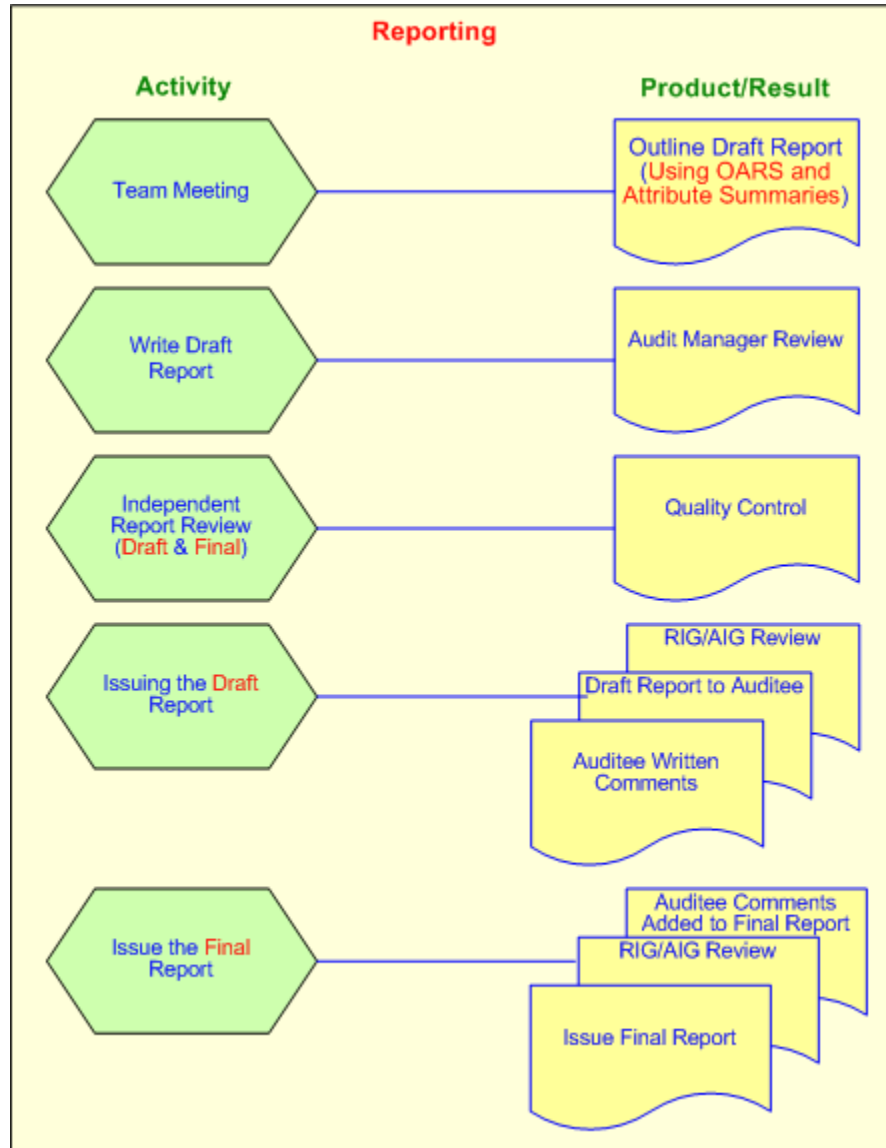 Reporting
Activity
Product/Result
Team Meeting
Outline Draft Report
(Using OARS and
Attribute Summaries)
Write Draft
Report
Audit Manager Review
Independent
Report Review
(Draft & Final)
Quality Control
Issuing the Draft
Report
RIG/AIG Review
Draft Report to Auditee
Auditee Written
Comments
Issue the Final
Report
Auditee Comments
Added to Final Report
RIG/AIG Review
Issue Final Report